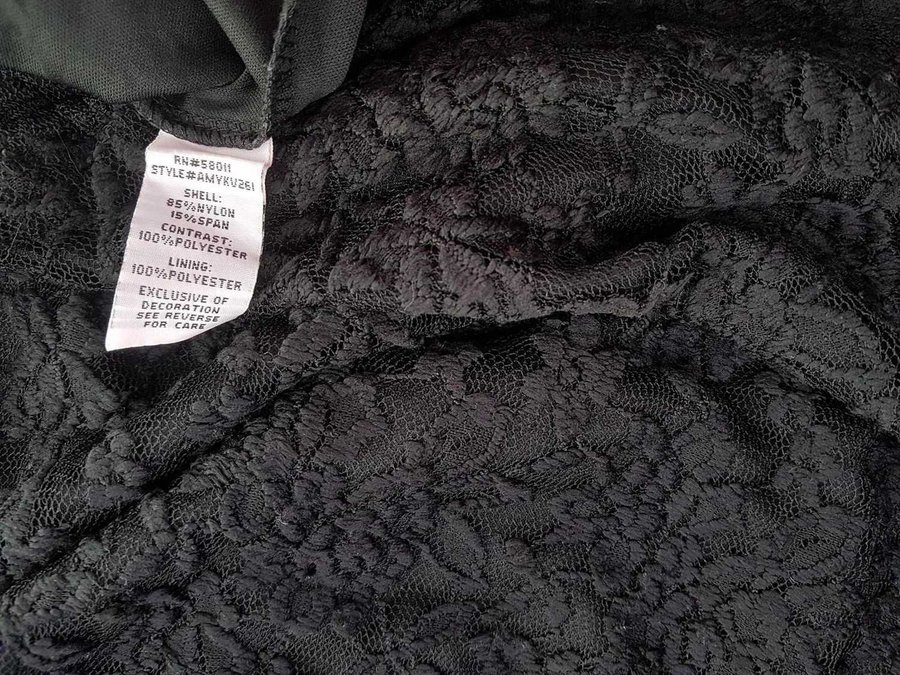 RN#58011
STYLE#AMYKV261
SHELL:
85%NYLON
15%SPAN
CONTRAST:
100%POLYESTER
LINING:
100%POLYESTER
EXCLUSIVE OF
DECORATION
SEE REVERSE
FOR CARE